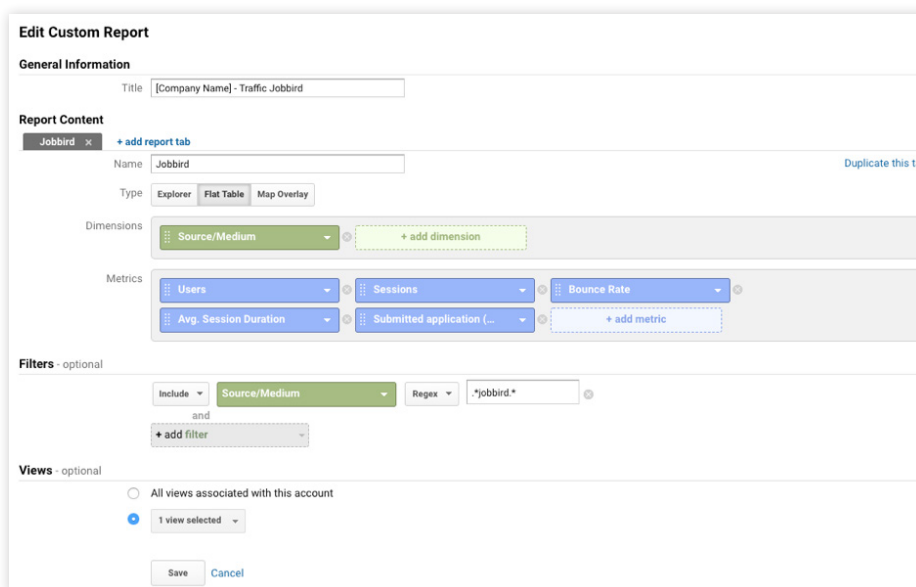 Edit Custom Report
General Information
Title [Company Name] - Traffic Jobbird
Report Content
Jobbird × + add report tab
Name Jobbird Duplicate this t
Type Explorer Flat Table Map Overlay
Dimensions Source/Medium + add dimension
Metrics Users Sessions Bounce Rate
Avg. Session Duration Submitted application (... + add metric
Filters - optional
Include Source/Medium Regex .*jobbird.*
and
+ add filter
Views - optional
All views associated with this account
1 view selected
Save Cancel